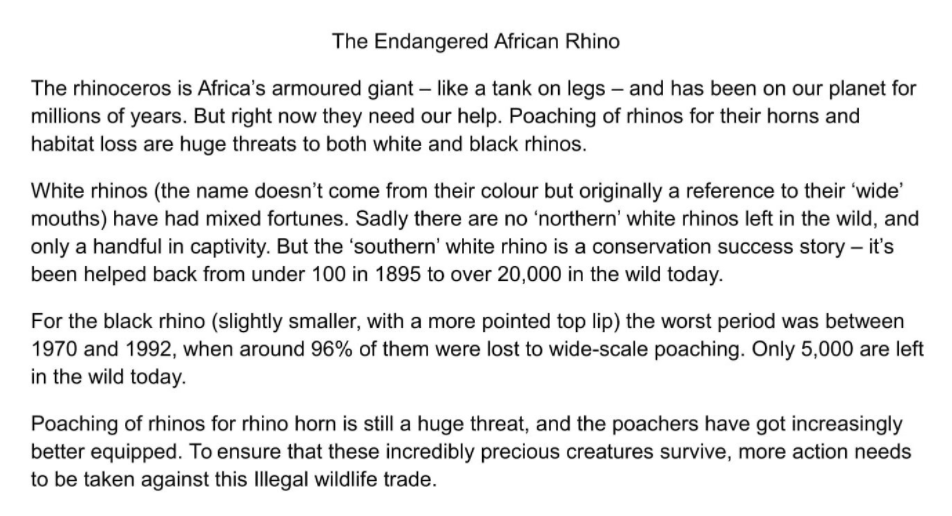 The Endangered African Rhino
The rhinoceros is Africa’s armoured giant – like a tank on legs – and has been on our planet for
millions of years. But right now they need our help. Poaching of rhinos for their horns and
habitat loss are huge threats to both white and black rhinos.
White rhinos (the name doesn’t come from their colour but originally a reference to their ‘wide’
mouths) have had mixed fortunes. Sadly there are no ‘northern’ white rhinos left in the wild, and
only a handful in captivity. But the ‘southern’ white rhino is a conservation success story – it’s
been helped back from under 100 in 1895 to over 20,000 in the wild today.
For the black rhino (slightly smaller, with a more pointed top lip) the worst period was between
1970 and 1992, when around 96% of them were lost to wide-scale poaching. Only 5,000 are left
in the wild today.
Poaching of rhinos for rhino horn is still a huge threat, and the poachers have got increasingly
better equipped. To ensure that these incredibly precious creatures survive, more action needs
to be taken against this Illegal wildlife trade.